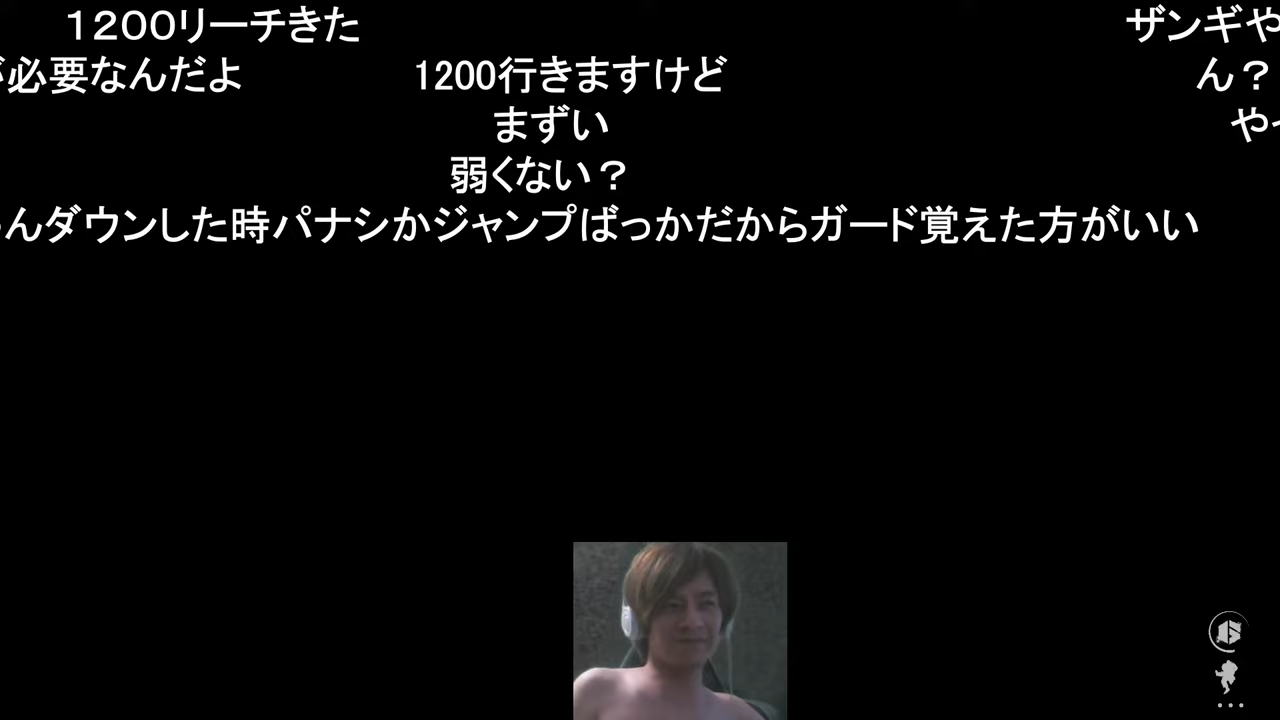 １２００リーチきた
ザンギや
必要なんだよ
1200行きますけど
ん？
まずい
や
弱くない？
んダウンした時パナシかジャンプばっかだからガード覚えた方がいい
6